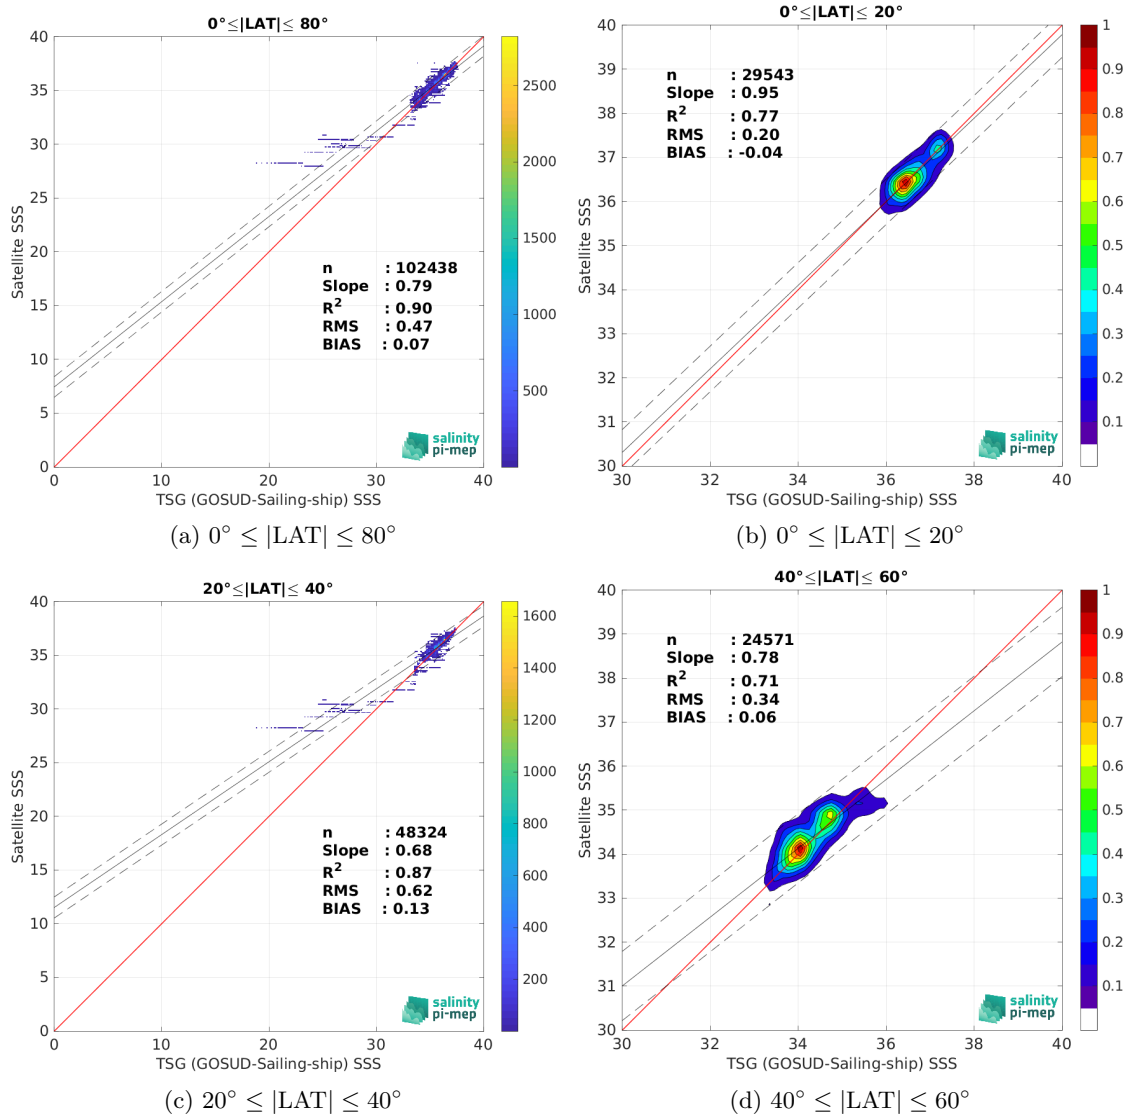 0°≤|LAT|≤ 80°
Satellite SSS
40
35
30
25
20
15
10
5
0
0 10 20 30 40
TSG (GOSUD-Sailing-ship) SSS
n : 102438
Slope : 0.79
R2 : 0.90
RMS : 0.47
BIAS : 0.07
salinity
pi-mep
2500
2000
1500
1000
500
(a) 0° ≤ |LAT| ≤ 80°
0°≤|LAT|≤ 20°
Satellite SSS
40
39
38
37
36
35
34
33
32
31
30
30 32 34 36 38 40
TSG (GOSUD-Sailing-ship) SSS
n : 29543
Slope : 0.95
R2 : 0.77
RMS : 0.20
BIAS : -0.04
salinity
pi-mep
1
0.9
0.8
0.7
0.6
0.5
0.4
0.3
0.2
0.1
(b) 0° ≤ |LAT| ≤ 20°
20°≤|LAT|≤ 40°
Satellite SSS
40
35
30
25
20
15
10
5
0
0 10 20 30 40
TSG (GOSUD-Sailing-ship) SSS
n : 48324
Slope : 0.68
R2 : 0.87
RMS : 0.62
BIAS : 0.13
salinity
pi-mep
1600
1400
1200
1000
800
600
400
200
(c) 20° ≤ |LAT| ≤ 40°
40°≤|LAT|≤ 60°
Satellite SSS
40
39
38
37
36
35
34
33
32
31
30
30 32 34 36 38 40
TSG (GOSUD-Sailing-ship) SSS
n : 24571
Slope : 0.78
R2 : 0.71
RMS : 0.34
BIAS : 0.06
salinity
pi-mep
1
0.9
0.8
0.7
0.6
0.5
0.4
0.3
0.2
0.1
(d) 40° ≤ |LAT| ≤ 60°